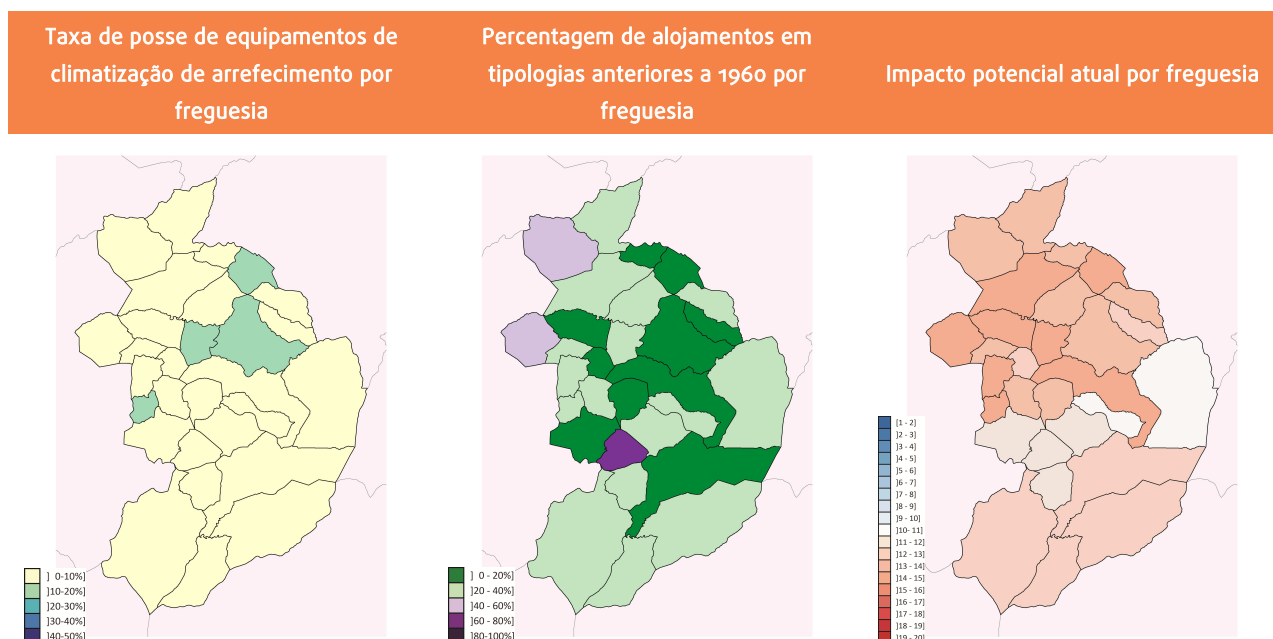 Taxa de posse de equipamentos de
climatização de arrefecimento por
freguesia
Percentagem de alojamentos em
tipologias anteriores a 1960 por
freguesia
Impacto potencial atual por freguesia
] 0-10%]
]10-20%]
]20-30%]
]30-40%]
]40-50%]
] 0 - 20%]
]20 - 40%]
]40 - 60%]
]60 - 80%]
]80-100%]
[1 - 2]
]2 - 3]
]3 - 4]
]4 - 5]
]5 - 6]
]6 - 7]
]7 - 8]
]8 - 9]
]9 - 10]
]10 - 11]
]11 - 12]
]12 - 13]
]13 - 14]
]14 - 15]
]15 - 16]
]16 - 17]
]17 - 18]
]18 - 19]
]19 - 20]